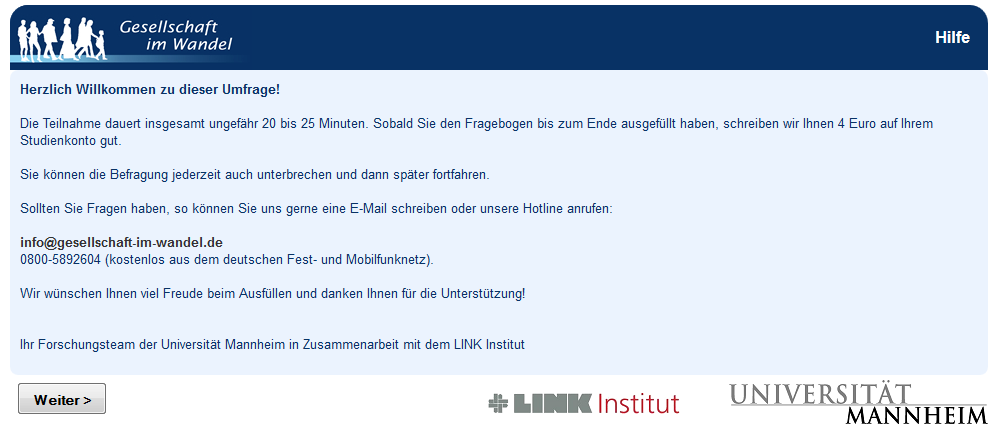 Gesellschaft
im Wandel
Hilfe
Herzlich Willkommen zu dieser Umfrage!
Die Teilnahme dauert insgesamt ungefähr 20 bis 25 Minuten. Sobald Sie den Fragebogen bis zum Ende ausgefüllt haben, schreiben wir Ihnen 4 Euro auf Ihrem
Studienkonto gut.
Sie können die Befragung jederzeit auch unterbrechen und dann später fortfahren.
Sollten Sie Fragen haben, so können Sie uns gerne eine E-Mail schreiben oder unsere Hotline anrufen:
info@gesellschaft-im-wandel.de
0800-5892604 (kostenlos aus dem deutschen Fest- und Mobilfunknetz).
Wir wünschen Ihnen viel Freude beim Ausfüllen und danken Ihnen für die Unterstützung!
Ihr Forschungsteam der Universität Mannheim in Zusammenarbeit mit dem LINK Institut
Weiter >
LINK Institut
UNIVERSITÄT
MANNHEIM